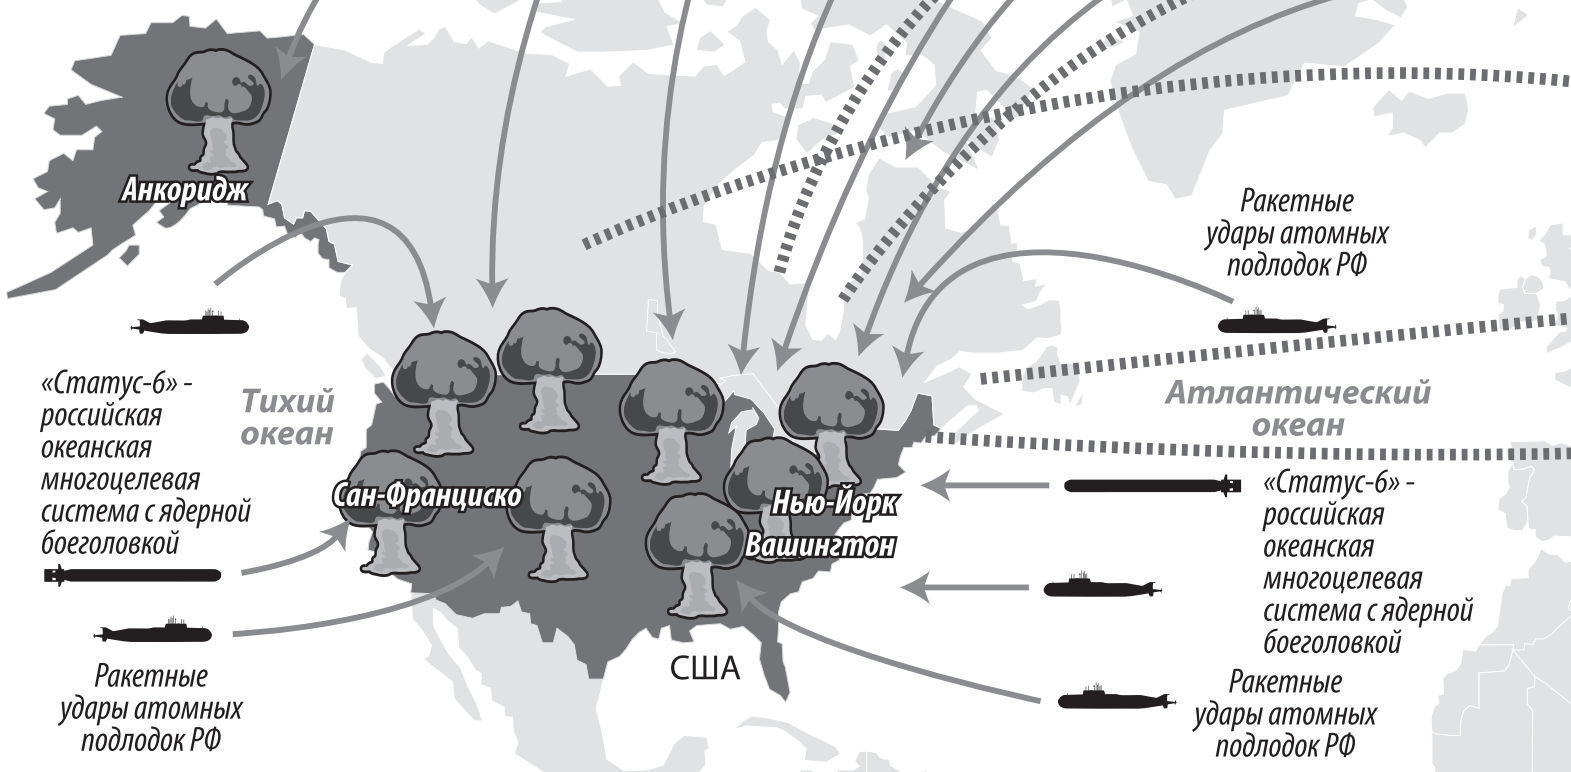 Анкоридж
Ракетные
удары атомных
подлодок РФ
«Статус-6» -
российская
океанская
многоцелевая
система с ядерной
боеголовкой
Тихий
океан
Атлантический
океан
Сан-Франциско
Нью-Йорк
Вашингтон
«Статус-6» -
российская
океанская
многоцелевая
система с ядерной
боеголовкой
США
Ракетные
удары атомных
подлодок РФ
Ракетные
удары атомных
подлодок РФ